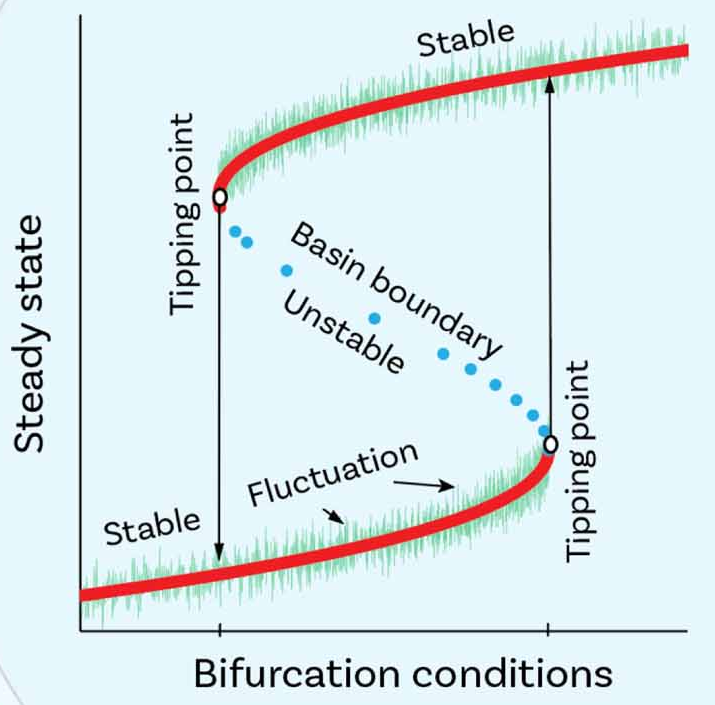 Stable
Tipping point
Basin boundary
Unstable
Steady state
Fluctuation
Tipping point
Stable
Bifurcation conditions